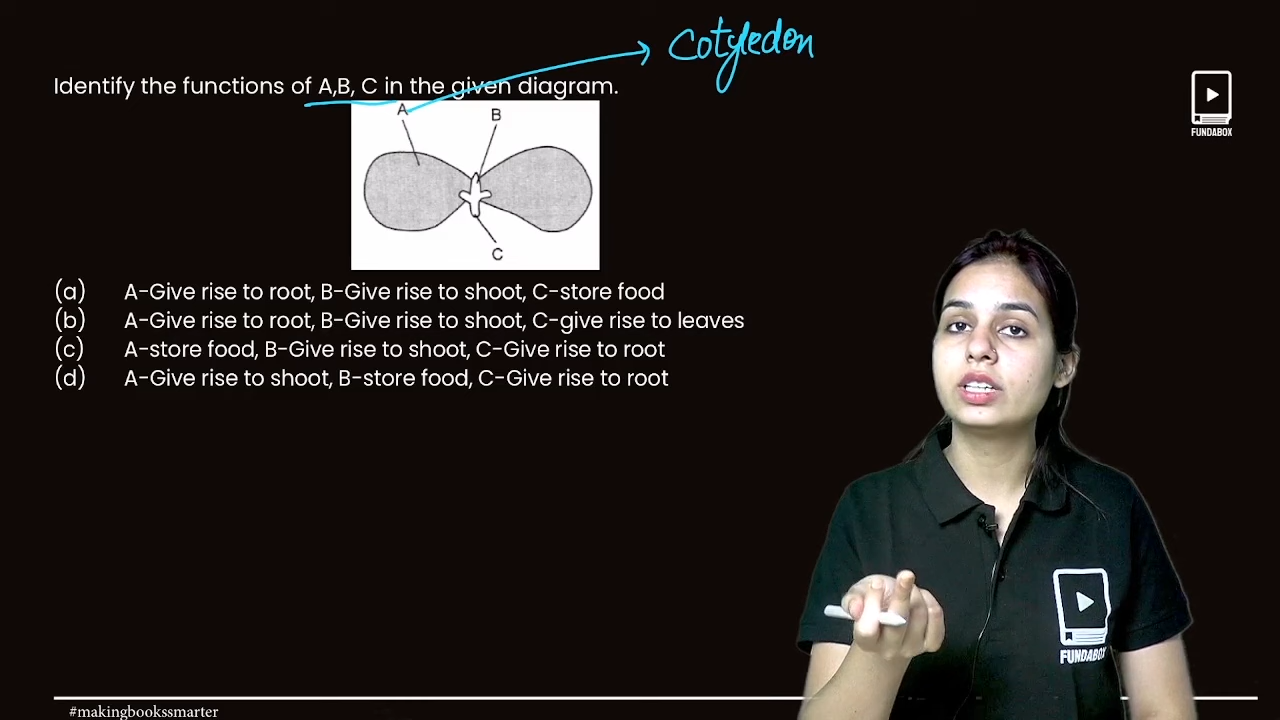 Cotyledon
Identify the functions of A,B, C in the given diagram.
A
B
C
FUNDABOX
(a) A-Give rise to root, B-Give rise to shoot, C-store food
(b) A-Give rise to root, B-Give rise to shoot, C-give rise to leaves
(c) A-store food, B-Give rise to shoot, C-Give rise to root
(d) A-Give rise to shoot, B-store food, C-Give rise to root
FUNDABOX
#makingbookssmarter